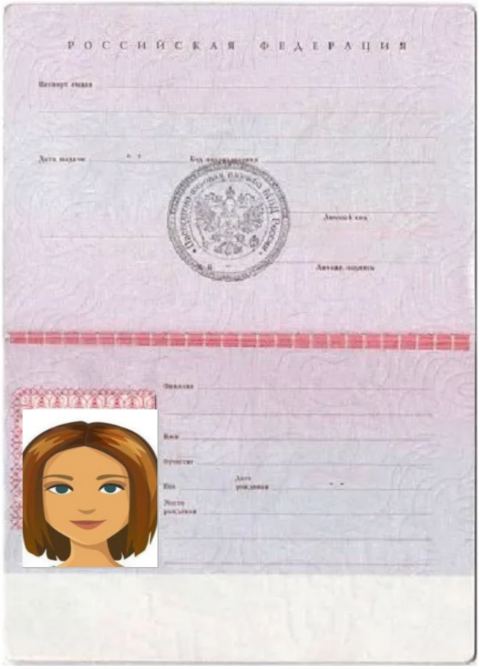 РОССИЙСКАЯ ФЕДЕРАЦИЯ
Паспорт выдан
Дата выдачи
Код подразделения
Личный код
Личная подпись
Фамилия
Имя
Отчество
Пол
Дата
рождения
Место
рождения